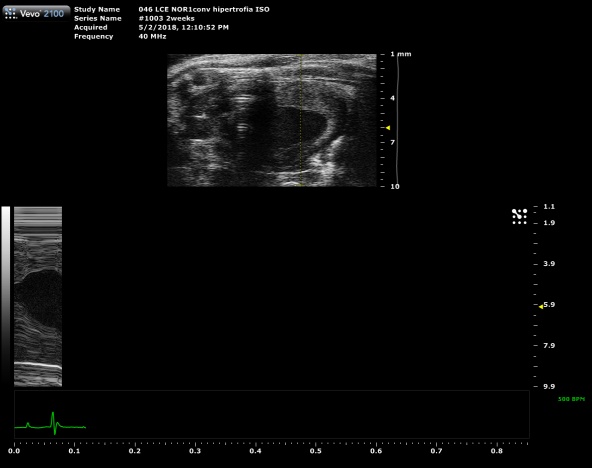 Vevo 2100
Study Name 046 LCE NOR1conv hipertrofia ISO
Series Name #1003 2weeks
Acquired 5/2/2018, 12:10:52 PM
Frequency 40 MHz
1 mm
4
7
10
1.1
1.9
3.9
5.9
7.9
9.9
500 BPM
0.0 0.1 0.2 0.3 0.4 0.5 0.6 0.7 0.8